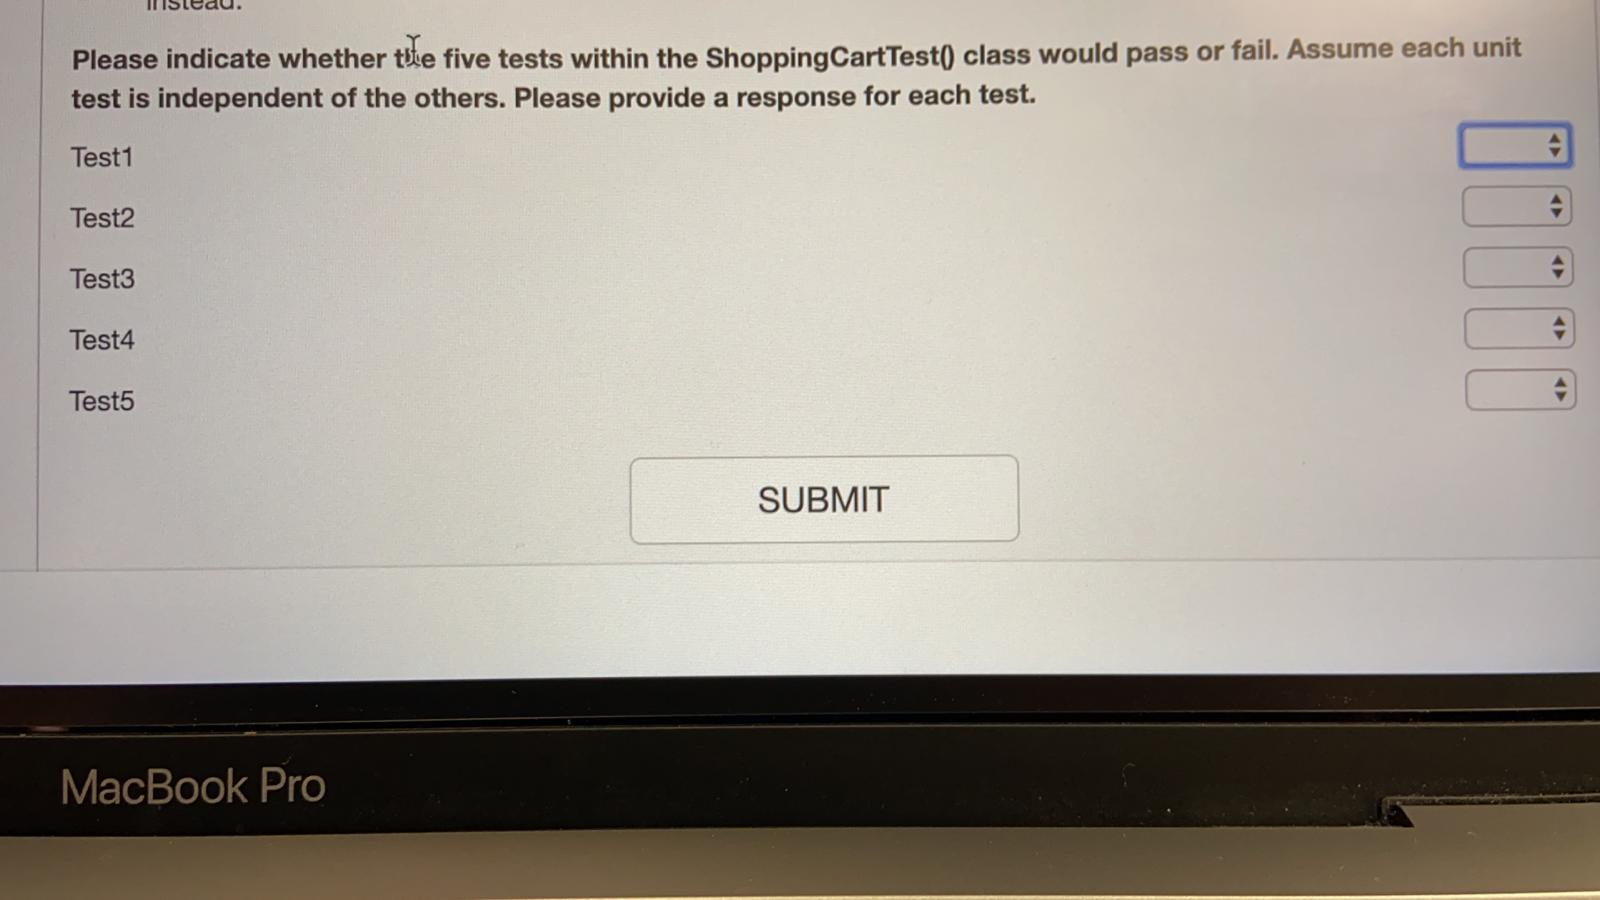 instead.
Please indicate whether the five tests within the ShoppingCartTest() class would pass or fail. Assume each unit
test is independent of the others. Please provide a response for each test.
Test1
Test2
Test3
Test4
Test5
SUBMIT
MacBook Pro